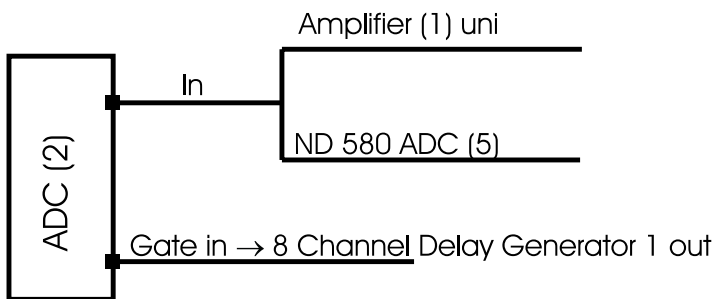 Amplifier (1) uni
In
ADC (2)
ND 580 ADC (5)
Gate in → 8 Channel Delay Generator 1 out